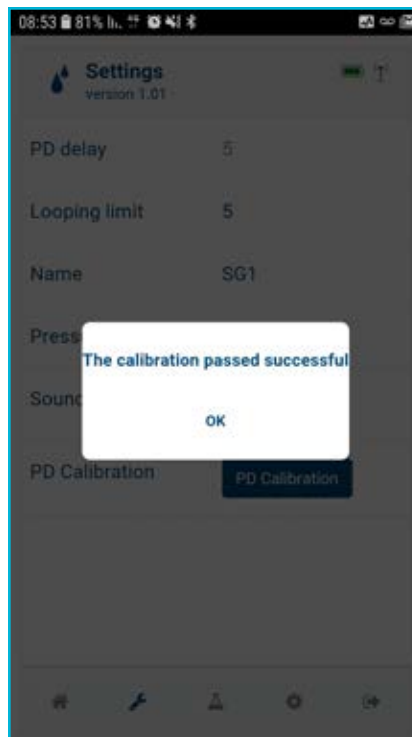 08:53 81%
Settings
version 1.01
PD delay 5
Looping limit 5
Name SG1
Press
The calibration passed successful
Sound
OK
PD Calibration PD Calibration